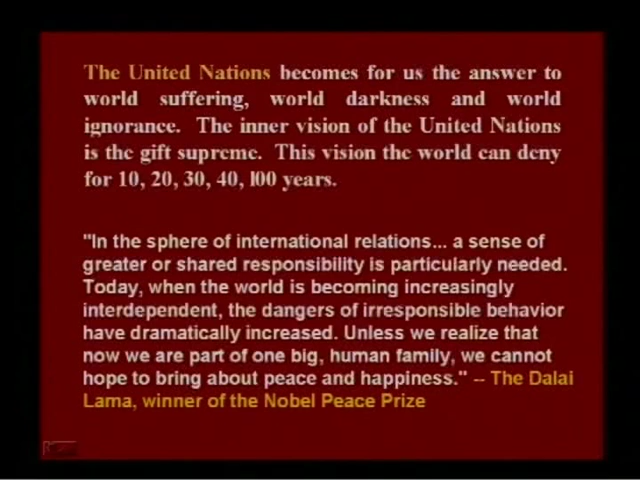 The United Nations becomes for us the answer to
world suffering, world darkness and world
ignorance. The inner vision of the United Nations
is the gift supreme. This vision the world can deny
for 10, 20, 30, 40, l00 years.
"In the sphere of international relations... a sense of
greater or shared responsibility is particularly needed.
Today, when the world is becoming increasingly
interdependent, the dangers of irresponsible behavior
have dramatically increased. Unless we realize that
now we are part of one big, human family, we cannot
hope to bring about peace and happiness." -- The Dalai
Lama, winner of the Nobel Peace Prize